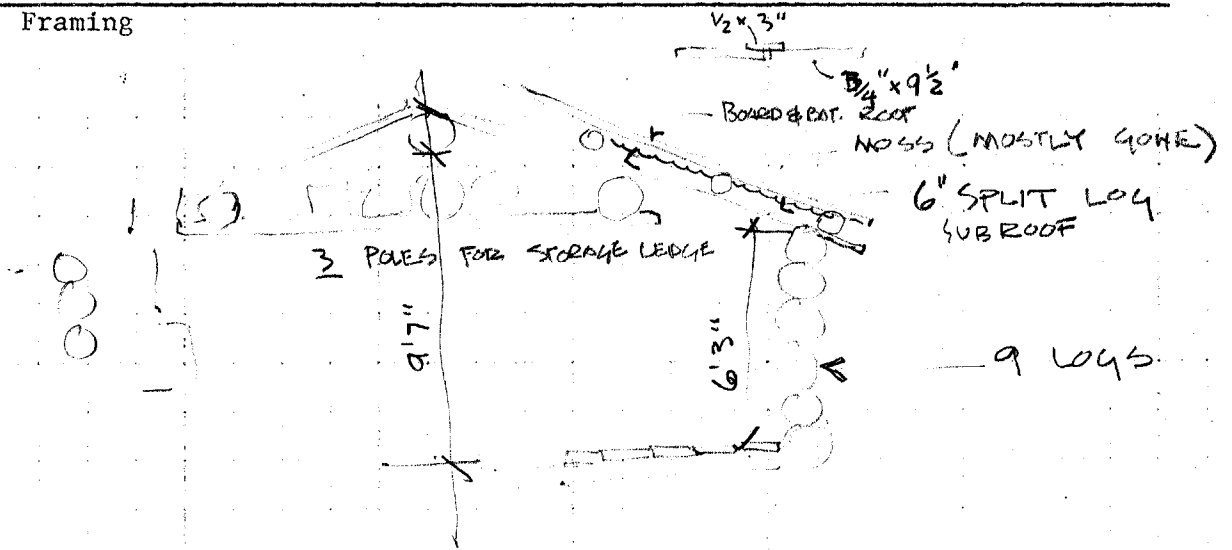 Framing
1/2 x 3"
3/4" x 9 1/2"
BOARD & BAT. ROOF
MOSS (MOSTLY GONE)
6" SPLIT LOG
SUBROOF
3 POLES FOR STORAGE LEDGE
9'7"
6'3"
9 LOGS